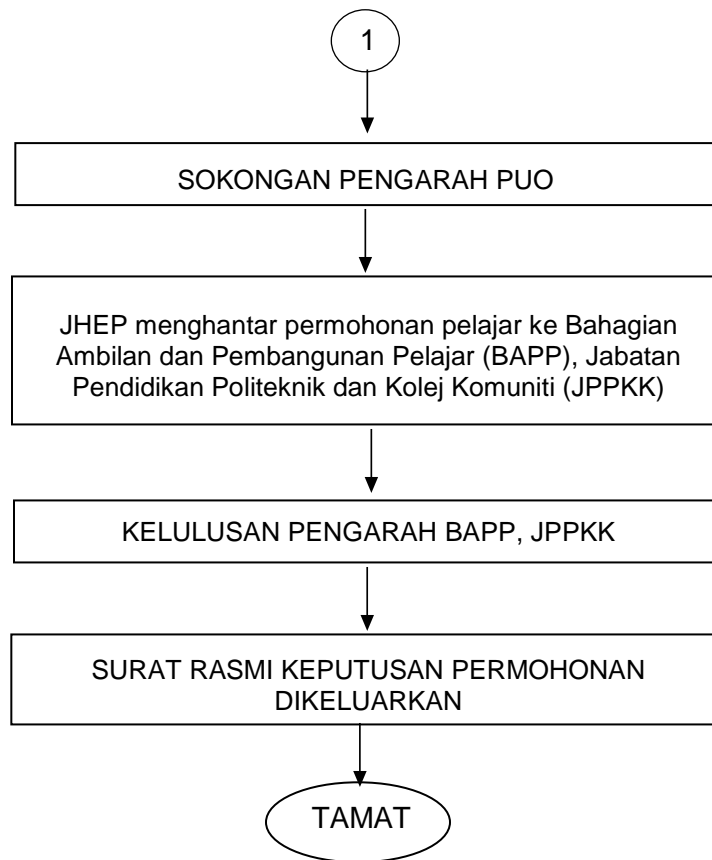 1
SOKONGAN PENGARAH PUO
JHEP menghantar permohonan pelajar ke Bahagian
Ambilan dan Pembangunan Pelajar (BAPP), Jabatan
Pendidikan Politeknik dan Kolej Komuniti (JPPKK)
KELULUSAN PENGARAH BAPP, JPPKK
SURAT RASMI KEPUTUSAN PERMOHONAN
DIKELUARKAN
TAMAT